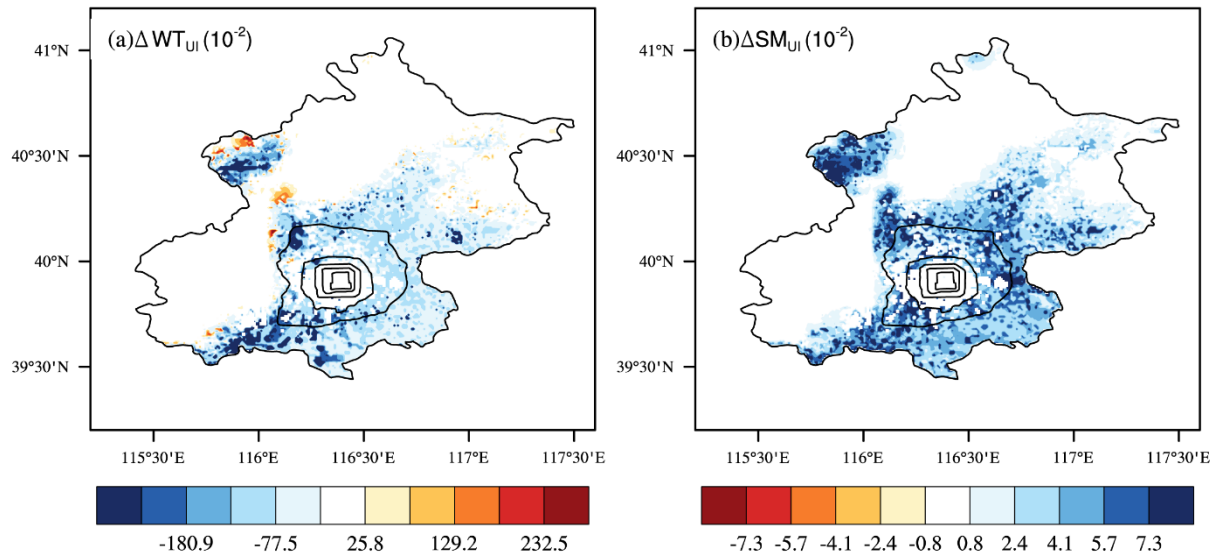 (a)Δ WT_UI (10^-2)
(b)ΔSM_UI (10^-2)
41°N
40°30'N
40°N
39°30'N
115°30'E 116°E 116°30'E 117°E 117°30'E
41°N
40°30'N
40°N
39°30'N
115°30'E 116°E 116°30'E 117°E 117°30'E
-180.9 -77.5 25.8 129.2 232.5
-7.3 -5.7 -4.1 -2.4 -0.8 0.8 2.4 4.1 5.7 7.3